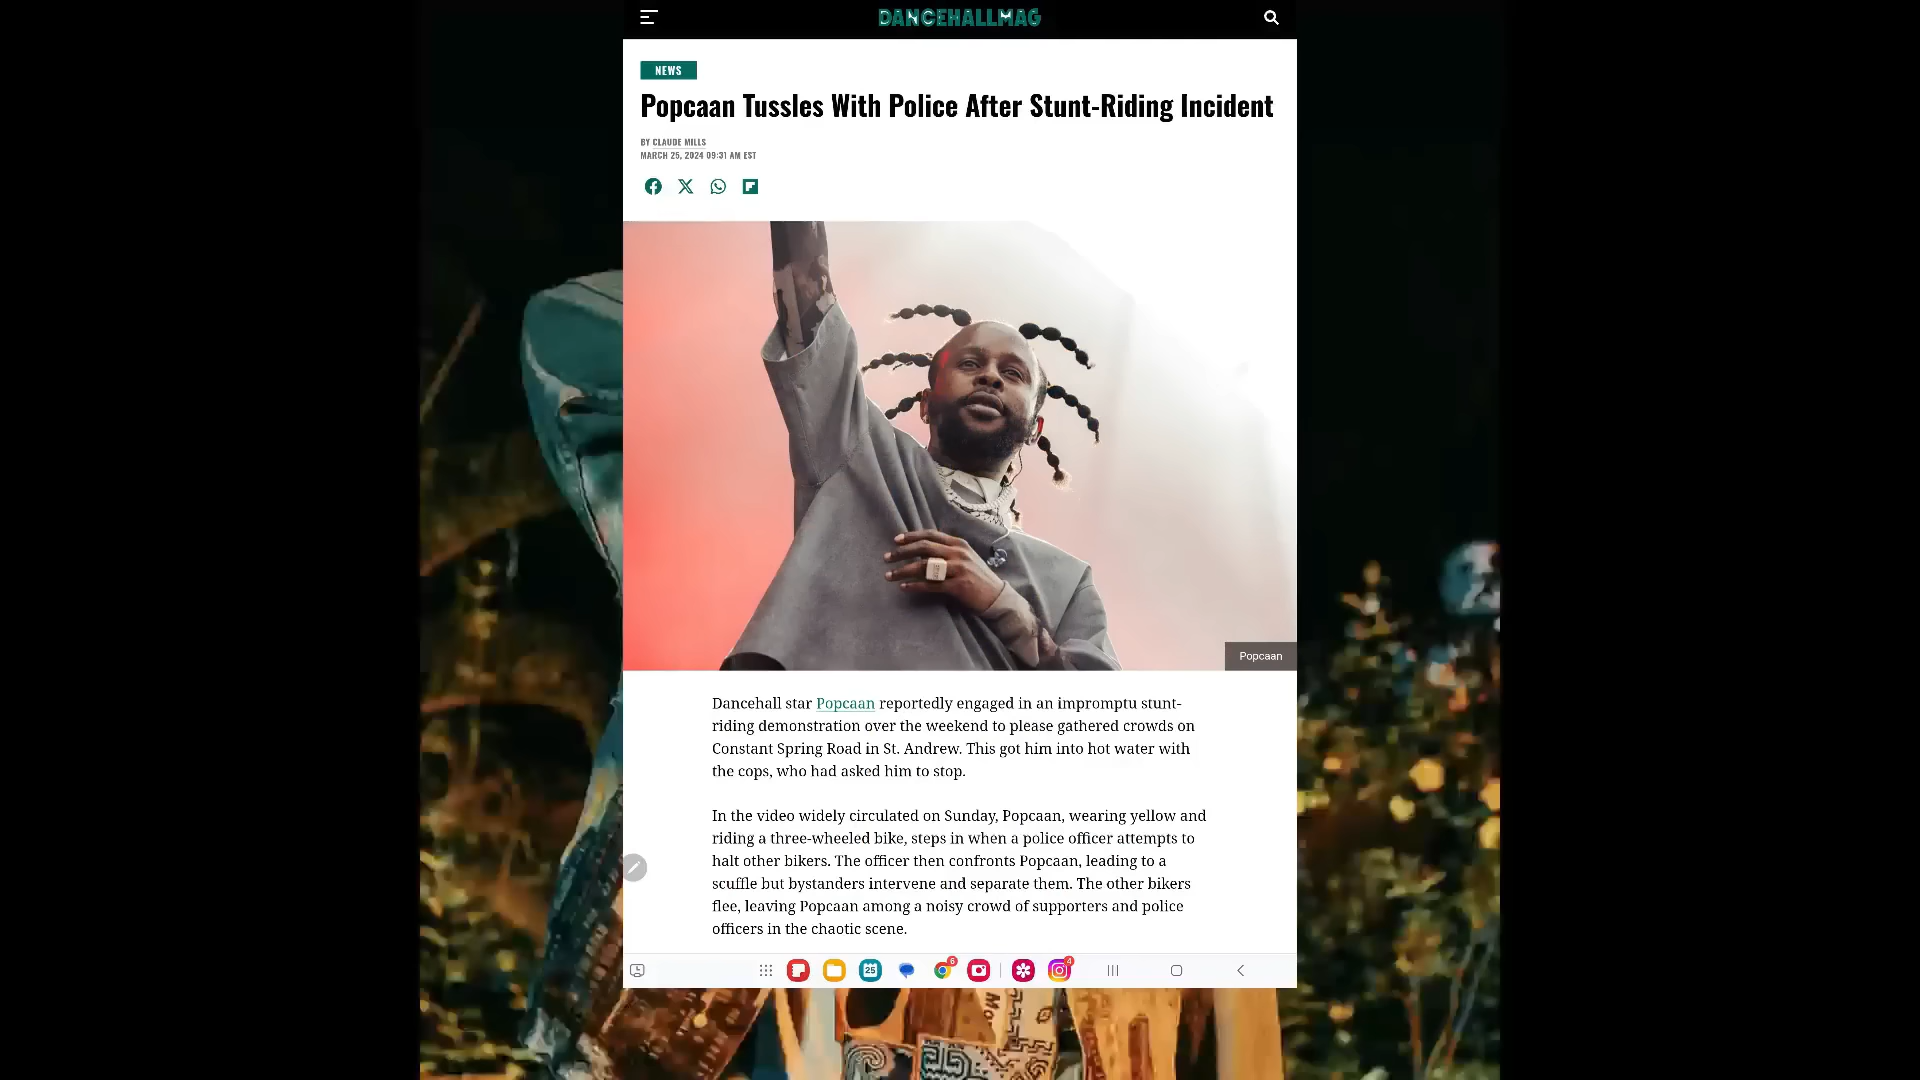 DANCEHALLMAG
NEWS
Popcaan Tussles With Police After Stunt-Riding Incident
BY CLAUDE MILLS
MARCH 25, 2024 09:31 AM EST
Popcaan
Dancehall star Popcaan reportedly engaged in an impromptu stunt-
riding demonstration over the weekend to please gathered crowds on
Constant Spring Road in St. Andrew. This got him into hot water with
the cops, who had asked him to stop.
In the video widely circulated on Sunday, Popcaan, wearing yellow and
riding a three-wheeled bike, steps in when a police officer attempts to
halt other bikers. The officer then confronts Popcaan, leading to a
scuffle but bystanders intervene and separate them. The other bikers
flee, leaving Popcaan among a noisy crowd of supporters and police
officers in the chaotic scene.
25
6
4